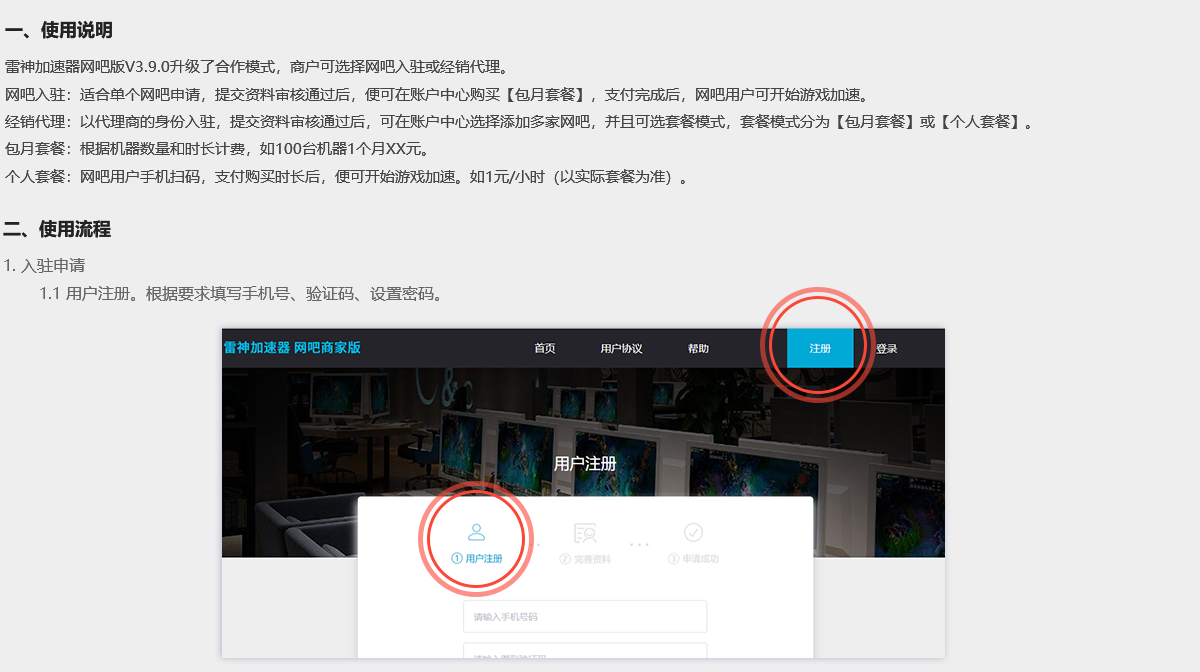 一、使用说明
雷神加速器网吧版V3.9.0升级了合作模式，商户可选择网吧入驻或经销代理。
网吧入驻：适合单个网吧申请，提交资料审核通过后，便可在账户中心购买【包月套餐】，支付完成后，网吧用户可开始游戏加速。
经销代理：以代理商的身份入驻，提交资料审核通过后，可在账户中心选择添加多家网吧，并且可选套餐模式，套餐模式分为【包月套餐】或【个人套餐】。
包月套餐：根据机器数量和时长计费，如100台机器1个月XX元。
个人套餐：网吧用户手机扫码，支付购买时长后，便可开始游戏加速。如1元/小时（以实际套餐为准）。
二、使用流程
1. 入驻申请
1.1 用户注册。根据要求填写手机号、验证码、设置密码。
雷神加速器 网吧商家版 首页 用户协议 帮助 注册 登录
用户注册
① 用户注册 ② 完善资料 ③ 申请成功
请输入手机号码